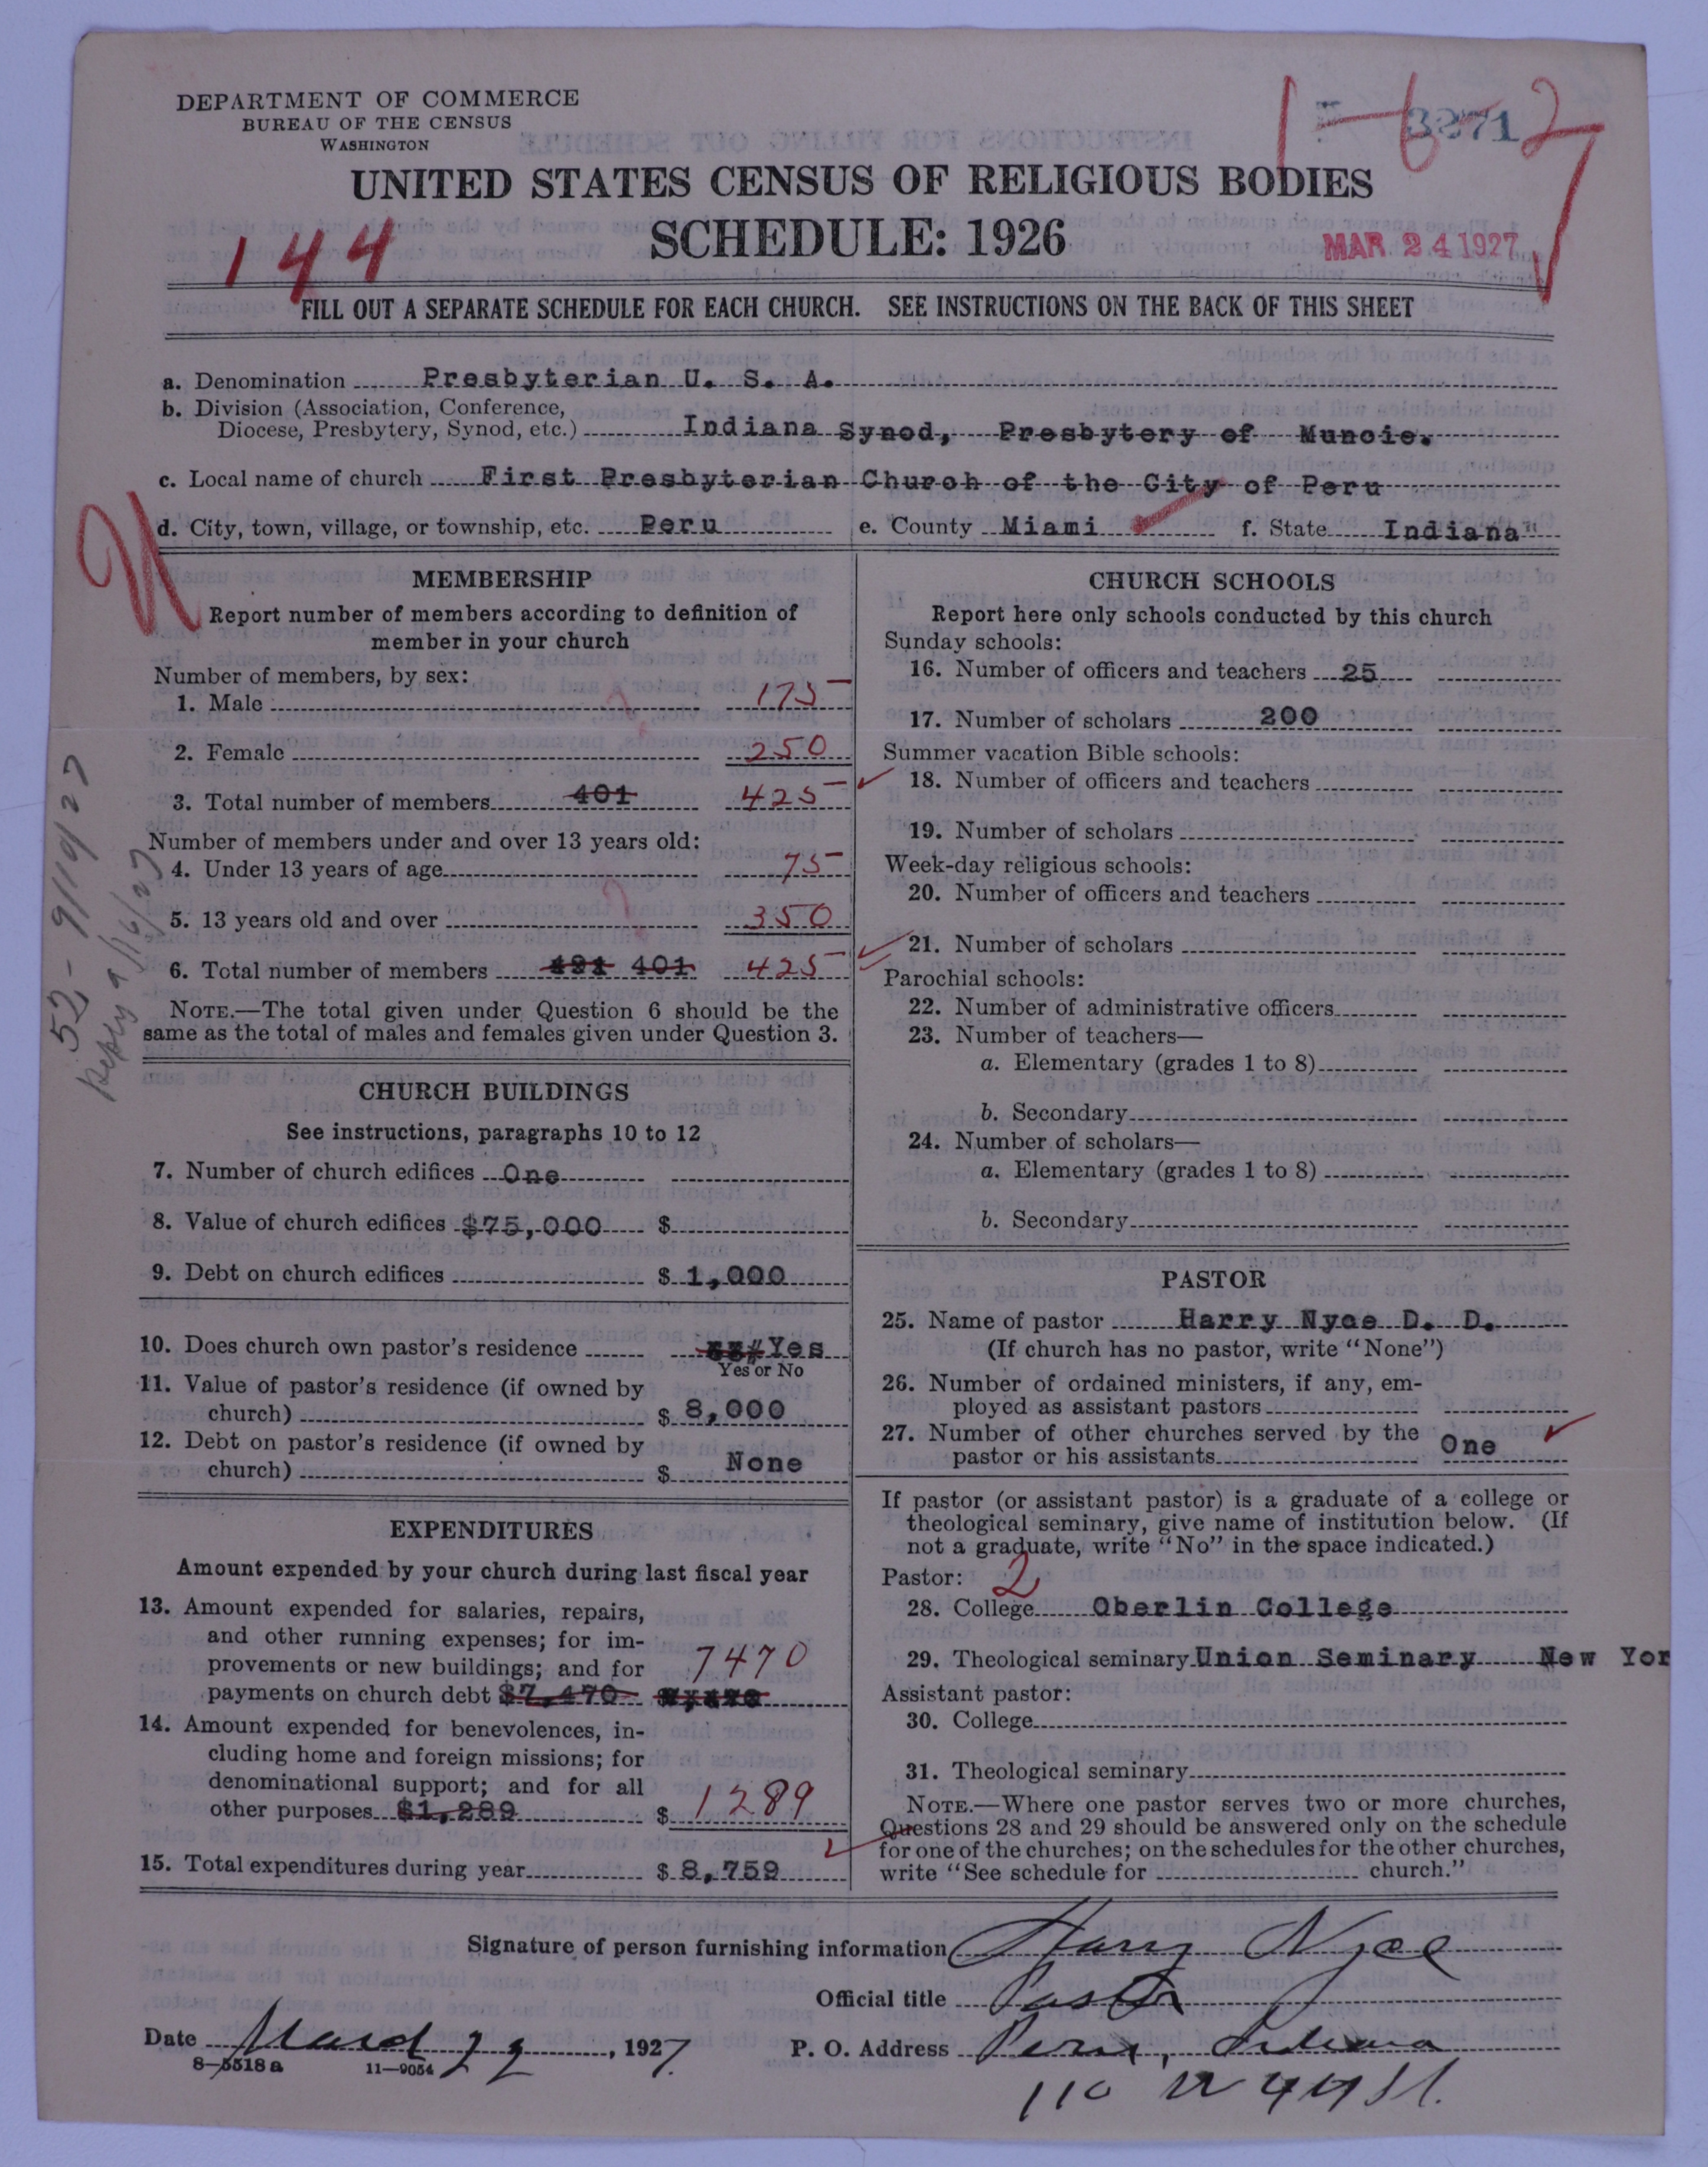 DEPARTMENT OF COMMERCE
BUREAU OF THE CENSUS
WASHINGTON
3271
1-6-2
UNITED STATES CENSUS OF RELIGIOUS BODIES
SCHEDULE: 1926
144
MAR 24 1927
FILL OUT A SEPARATE SCHEDULE FOR EACH CHURCH. SEE INSTRUCTIONS ON THE BACK OF THIS SHEET
a. Denomination Presbyterian U. S. A.
b. Division (Association, Conference,
Diocese, Presbytery, Synod, etc.) Indiana Synod, Presbytery of Muncie.
c. Local name of church First Presbyterian Church of the City of Peru
d. City, town, village, or township, etc. Peru e. County Miami f. State Indiana"
MEMBERSHIP
Report number of members according to definition of
member in your church
Number of members, by sex:
1. Male 175
2. Female 250
3. Total number of members 401 425
Number of members under and over 13 years old:
4. Under 13 years of age 75
5. 13 years old and over 350
6. Total number of members 401 425
NOTE.—The total given under Question 6 should be the
same as the total of males and females given under Question 3.
52- 9/19/27
Reply 9/16/27
CHURCH BUILDINGS
See instructions, paragraphs 10 to 12
7. Number of church edifices One
8. Value of church edifices $75,000 $
9. Debt on church edifices $ 1,000
10. Does church own pastor's residence Yes
Yes or No
11. Value of pastor's residence (if owned by
church) $ 8,000
12. Debt on pastor's residence (if owned by
church) $ None
EXPENDITURES
Amount expended by your church during last fiscal year
13. Amount expended for salaries, repairs,
and other running expenses; for im-
provements or new buildings; and for 7470
payments on church debt $7,470
14. Amount expended for benevolences, in-
cluding home and foreign missions; for
denominational support; and for all
other purposes $1,289 $ 1289
15. Total expenditures during year $ 8,759
CHURCH SCHOOLS
Report here only schools conducted by this church
Sunday schools:
16. Number of officers and teachers 25
17. Number of scholars 200
Summer vacation Bible schools:
18. Number of officers and teachers
19. Number of scholars
Week-day religious schools:
20. Number of officers and teachers
21. Number of scholars
Parochial schools:
22. Number of administrative officers
23. Number of teachers—
a. Elementary (grades 1 to 8)
b. Secondary
24. Number of scholars—
a. Elementary (grades 1 to 8)
b. Secondary
PASTOR
25. Name of pastor Harry Nyce D. D.
(If church has no pastor, write "None")
26. Number of ordained ministers, if any, em-
ployed as assistant pastors
27. Number of other churches served by the
pastor or his assistants One
If pastor (or assistant pastor) is a graduate of a college or
theological seminary, give name of institution below. (If
not a graduate, write "No" in the space indicated.)
Pastor: 2
28. College Oberlin College
29. Theological seminary Union Seminary New Yor
Assistant pastor:
30. College
31. Theological seminary
NOTE.—Where one pastor serves two or more churches,
Questions 28 and 29 should be answered only on the schedule
for one of the churches; on the schedules for the other churches,
write "See schedule for church."
Signature of person furnishing information Harry Nyce
Official title Pastor
Date March 22, 1927. P. O. Address Peru, Indiana
8-5518a 11-9054
110 W 4th St.